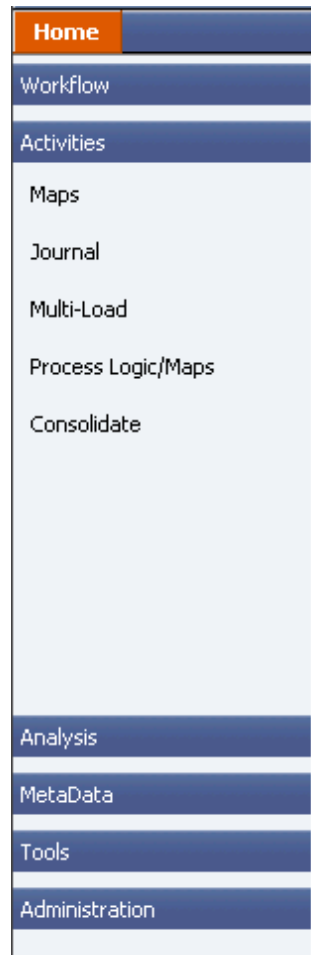 Home
Workflow
Activities
Maps
Journal
Multi-Load
Process Logic/Maps
Consolidate
Analysis
MetaData
Tools
Administration